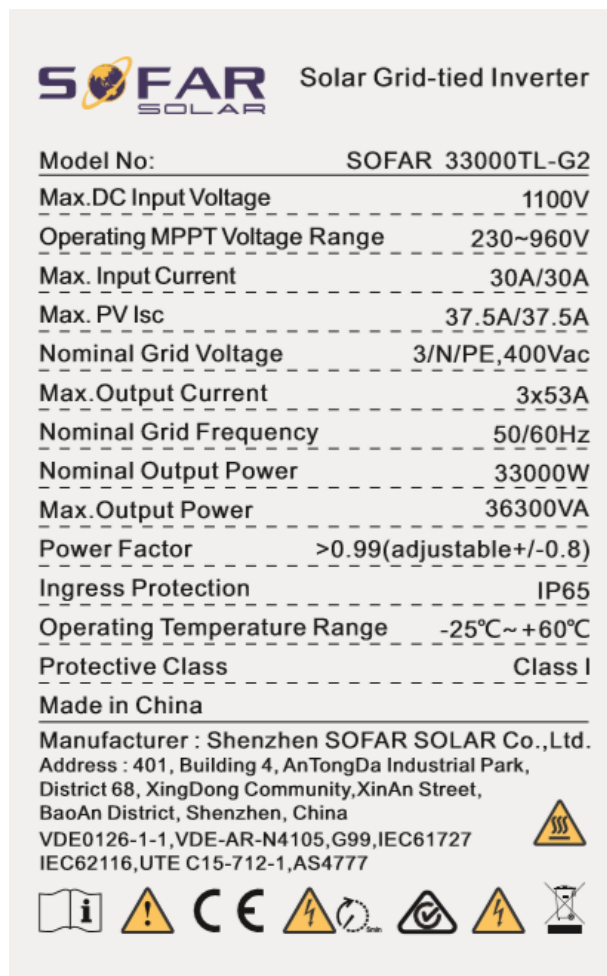 SOFAR
SOLAR
Solar Grid-tied Inverter
Model No: SOFAR 33000TL-G2
Max.DC Input Voltage 1100V
Operating MPPT Voltage Range 230~960V
Max. Input Current 30A/30A
Max. PV Isc 37.5A/37.5A
Nominal Grid Voltage 3/N/PE,400Vac
Max.Output Current 3x53A
Nominal Grid Frequency 50/60Hz
Nominal Output Power 33000W
Max.Output Power 36300VA
Power Factor >0.99(adjustable+/-0.8)
Ingress Protection IP65
Operating Temperature Range -25℃~+60℃
Protective Class Class I
Made in China
Manufacturer : Shenzhen SOFAR SOLAR Co.,Ltd.
Address : 401, Building 4, AnTongDa Industrial Park,
District 68, XingDong Community,XinAn Street,
BaoAn District, Shenzhen, China
VDE0126-1-1,VDE-AR-N4105,G99,IEC61727
IEC62116,UTE C15-712-1,AS4777
i ! CE 5min